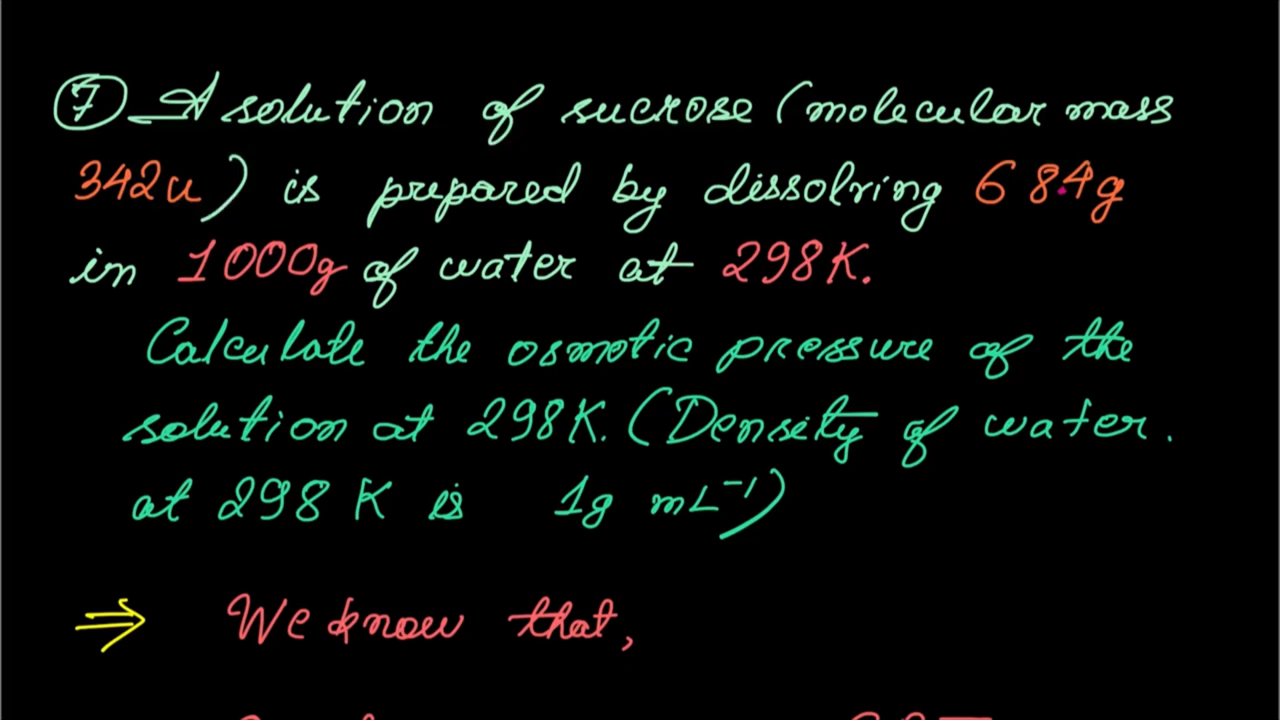 ⑦ A solution of sucrose (molecular mass
342u) is prepared by dissolving 68.4g
in 1000g of water at 298K.
Calculate the osmotic pressure of the
solution at 298K. (Density of water.
at 298 K is 1g mL⁻¹)
⇒ We know that,